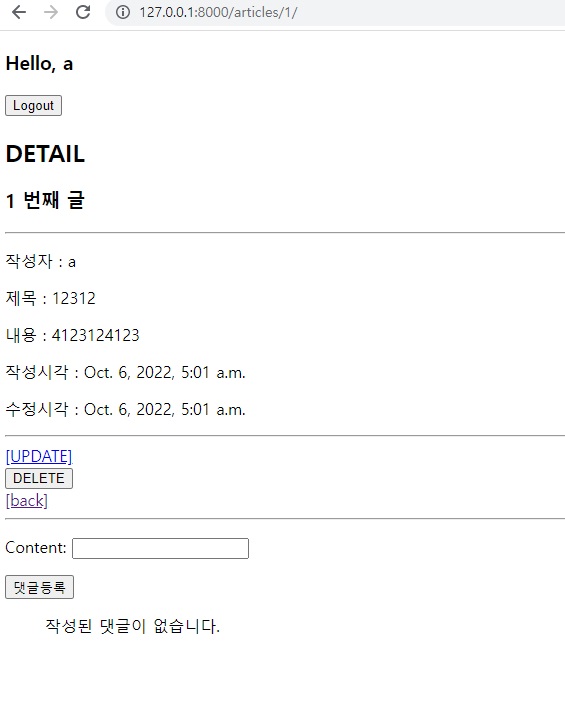 127.0.0.1:8000/articles/1/
Hello, a
Logout
DETAIL
1 번째 글
작성자 : a
제목 : 12312
내용 : 4123124123
작성시각 : Oct. 6, 2022, 5:01 a.m.
수정시각 : Oct. 6, 2022, 5:01 a.m.
[UPDATE]
DELETE
[back]
Content:
댓글등록
작성된 댓글이 없습니다.